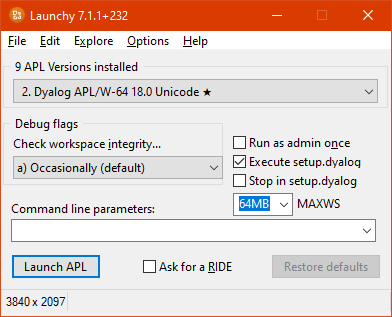 Launchy 7.1.1+232
File Edit Explore Options Help
9 APL Versions installed
2. Dyalog APL/W-64 18.0 Unicode ★
Debug flags
Check workspace integrity...
a) Occasionally (default)
Run as admin once
Execute setup.dyalog
Stop in setup.dyalog
64MB MAXWS
Command line parameters:
Launch APL Ask for a RIDE Restore defaults
3840 x 2097